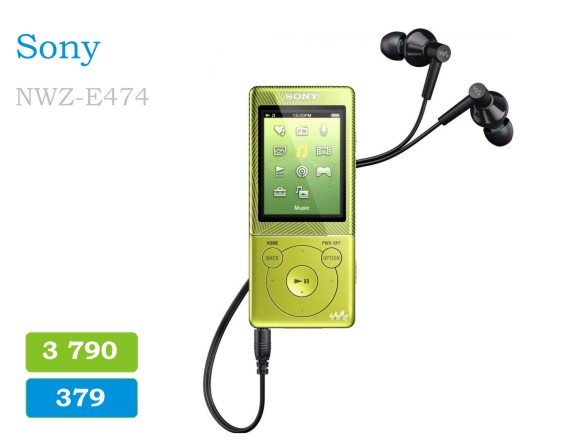 Sony
NWZ-E474
SONY
12:00PM
Music
HOME
PWR OFF
BACK
OPTION
3 790
379